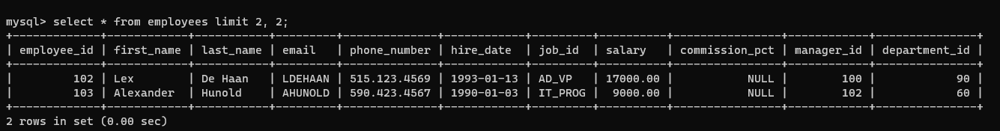 mysql> select * from employees limit 2, 2;
+-------------+------------+-----------+---------+--------------+------------+---------+----------+----------------+------------+---------------+
| employee_id | first_name | last_name | email   | phone_number | hire_date  | job_id  | salary   | commission_pct | manager_id | department_id |
+-------------+------------+-----------+---------+--------------+------------+---------+----------+----------------+------------+---------------+
|         102 | Lex        | De Haan   | LDEHAAN | 515.123.4569 | 1993-01-13 | AD_VP   | 17000.00 |           NULL |        100 |            90 |
|         103 | Alexander  | Hunold    | AHUNOLD | 590.423.4567 | 1990-01-03 | IT_PROG |  9000.00 |           NULL |        102 |            60 |
+-------------+------------+-----------+---------+--------------+------------+---------+----------+----------------+------------+---------------+
2 rows in set (0.00 sec)